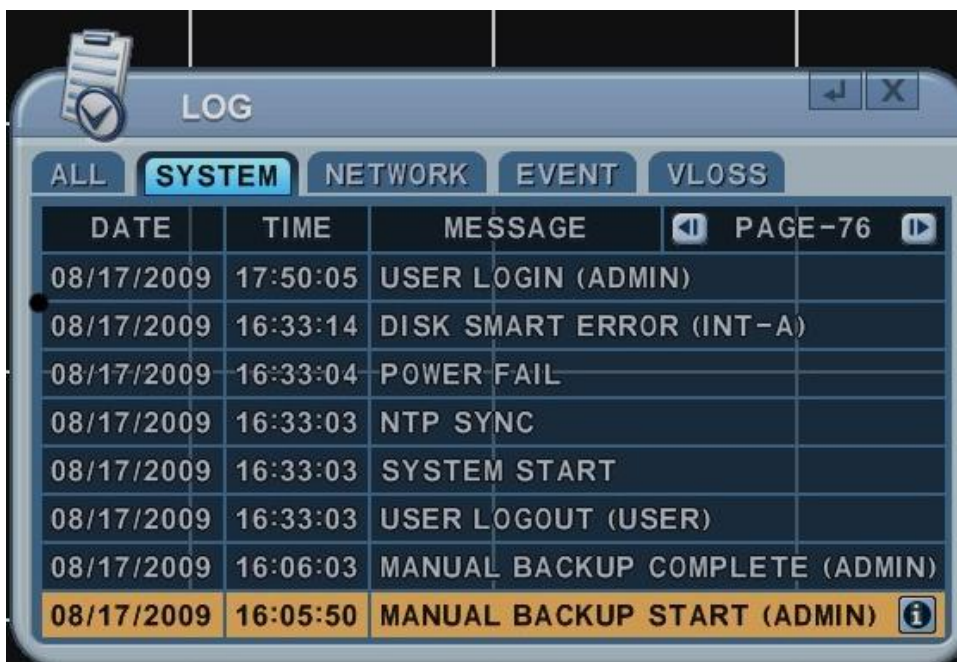 LOG
X
ALL SYSTEM NETWORK EVENT VLOSS
DATE TIME MESSAGE PAGE-76
08/17/2009 17:50:05 USER LOGIN (ADMIN)
08/17/2009 16:33:14 DISK SMART ERROR (INT-A)
08/17/2009 16:33:04 POWER FAIL
08/17/2009 16:33:03 NTP SYNC
08/17/2009 16:33:03 SYSTEM START
08/17/2009 16:33:03 USER LOGOUT (USER)
08/17/2009 16:06:03 MANUAL BACKUP COMPLETE (ADMIN)
08/17/2009 16:05:50 MANUAL BACKUP START (ADMIN)